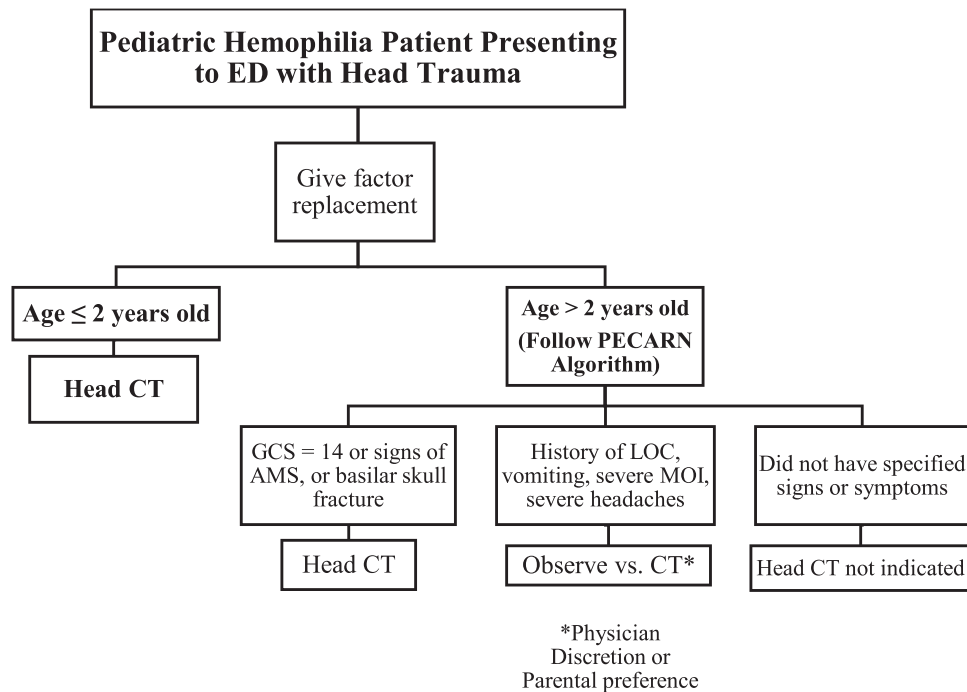 Pediatric Hemophilia Patient Presenting
to ED with Head Trauma
Give factor
replacement
Age ≤ 2 years old
Head CT
Age > 2 years old
(Follow PECARN
Algorithm)
GCS = 14 or signs of
AMS, or basilar skull
fracture
Head CT
History of LOC,
vomiting, severe MOI,
severe headaches
Observe vs. CT*
Did not have specified
signs or symptoms
Head CT not indicated
*Physician
Discretion or
Parental preference